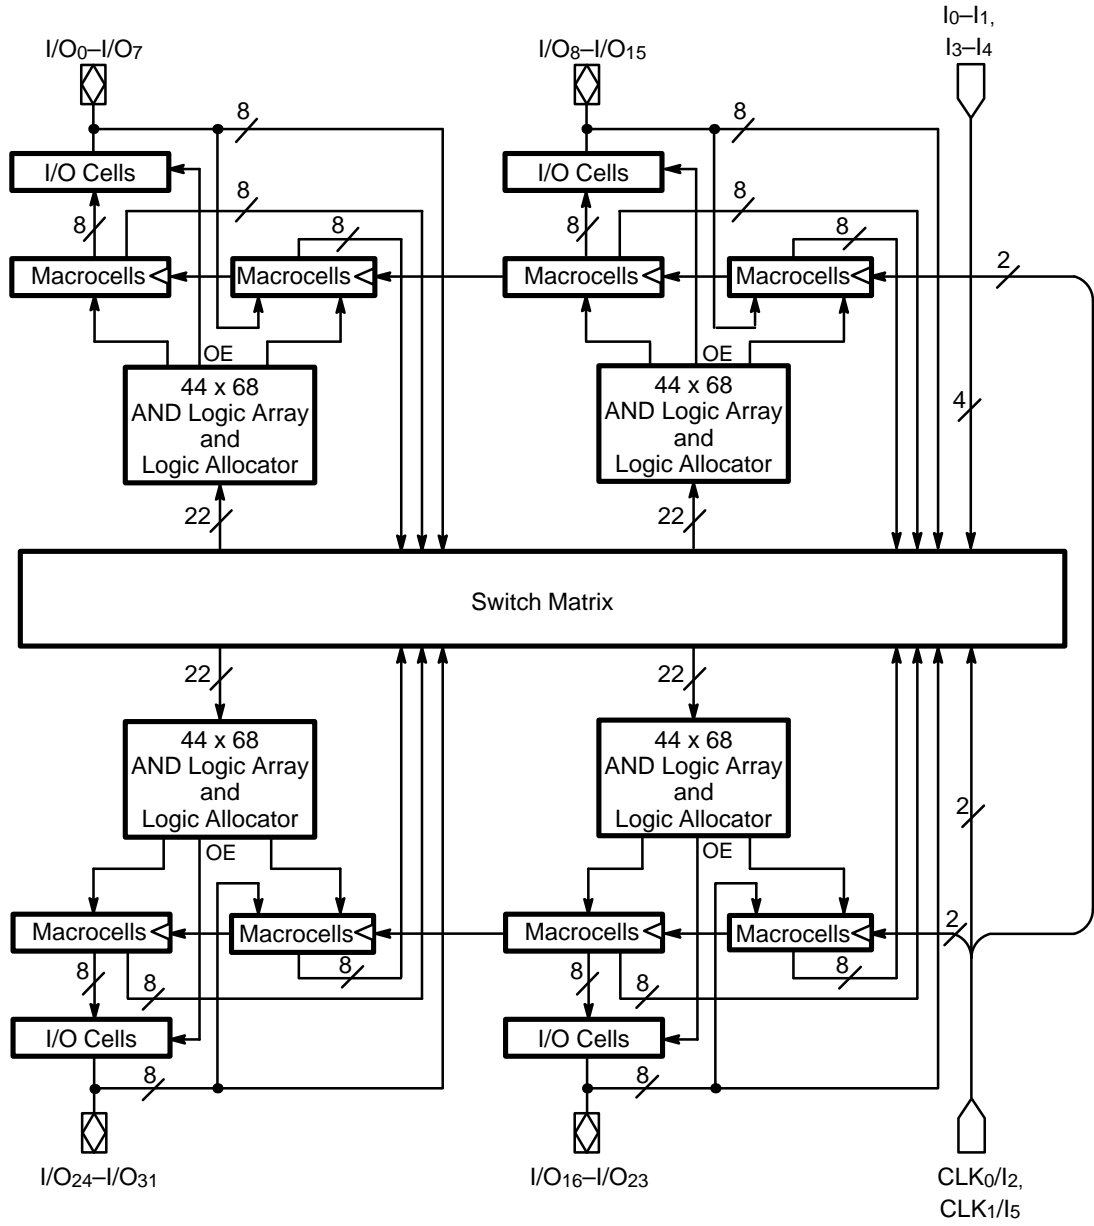 I0–I1,
I3–I4
I/O0–I/O7
I/O8–I/O15
8
8
I/O Cells
I/O Cells
8
8
8
8
8
8
Macrocells
Macrocells
Macrocells
Macrocells
2
OE
OE
44 x 68
AND Logic Array
and
Logic Allocator
44 x 68
AND Logic Array
and
Logic Allocator
4
22
22
Switch Matrix
22
22
44 x 68
AND Logic Array
and
Logic Allocator
44 x 68
AND Logic Array
and
Logic Allocator
2
OE
OE
Macrocells
Macrocells
Macrocells
Macrocells
2
8
8
8
8
8
8
I/O Cells
I/O Cells
8
8
I/O24–I/O31
I/O16–I/O23
CLK0/I2,
CLK1/I5